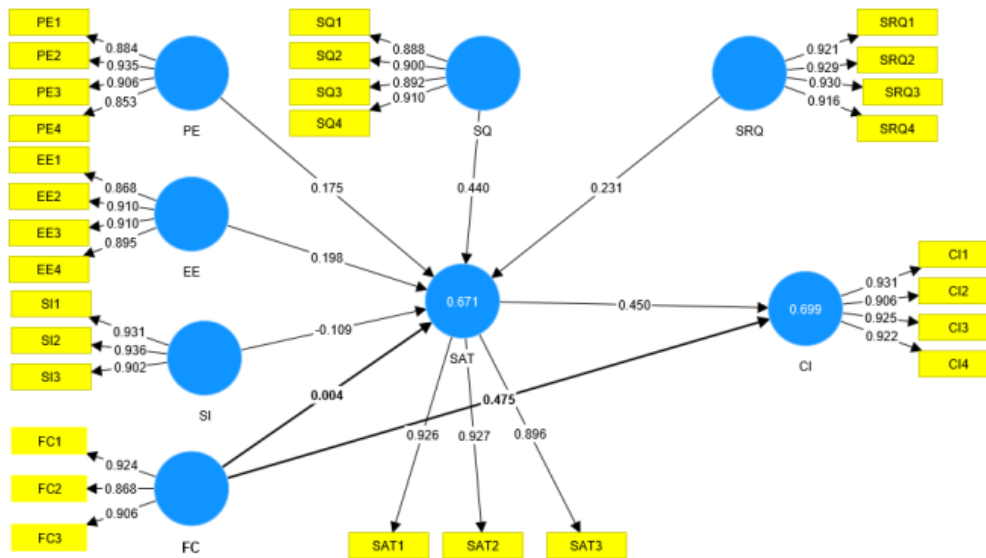 PE1
PE2
PE3
PE4
0.884
0.935
0.906
0.853
PE
SQ1
SQ2
SQ3
SQ4
0.888
0.900
0.892
0.910
SQ
SRQ1
SRQ2
SRQ3
SRQ4
0.921
0.929
0.930
0.916
SRQ
EE1
EE2
EE3
EE4
0.868
0.910
0.910
0.895
EE
0.175
0.440
0.231
0.198
SI1
SI2
SI3
0.931
0.936
0.902
SI
-0.109
0.671
SAT
0.450
0.699
CI
0.931
0.906
0.925
0.922
CI1
CI2
CI3
CI4
0.004
0.475
FC1
FC2
FC3
0.924
0.868
0.906
FC
0.926
0.927
0.896
SAT1
SAT2
SAT3